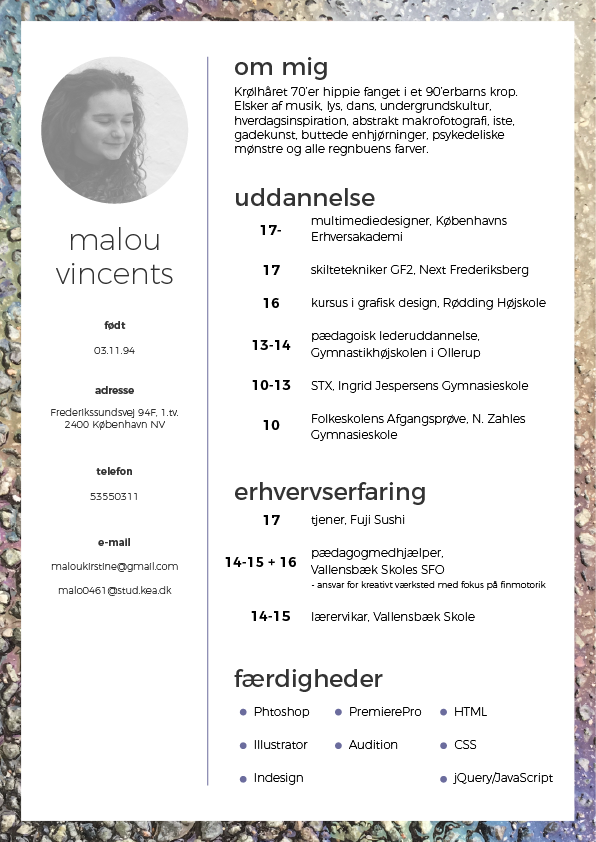 malou
vincents
født
03.11.94
adresse
Frederikssundsvej 94F, 1.tv.
2400 København NV
telefon
53550311
e-mail
maloukirstine@gmail.com
malo0461@stud.kea.dk
om mig
Krølhåret 70'er hippie fanget i et 90'erbarns krop.
Elsker af musik, lys, dans, undergrundskultur,
hverdagsinspiration, abstrakt makrofotografi, iste,
gadekunst, buttede enhjørninger, psykedeliske
mønstre og alle regnbuens farver.
uddannelse
17- multimediedesigner, Københavns
Erhversakademi
17 skiltetekniker GF2, Next Frederiksberg
16 kursus i grafisk design, Rødding Højskole
13-14 pædagoisk lederuddannelse,
Gymnastikhøjskolen i Ollerup
10-13 STX, Ingrid Jespersens Gymnasieskole
10 Folkeskolens Afgangsprøve, N. Zahles
Gymnasieskole
erhvervserfaring
17 tjener, Fuji Sushi
14-15 + 16 pædagogmedhjælper,
Vallensbæk Skoles SFO
- ansvar for kreativt værksted med fokus på finmotorik
14-15 lærervikar, Vallensbæk Skole
færdigheder
Phtoshop PremierePro HTML
Illustrator Audition CSS
Indesign jQuery/JavaScript